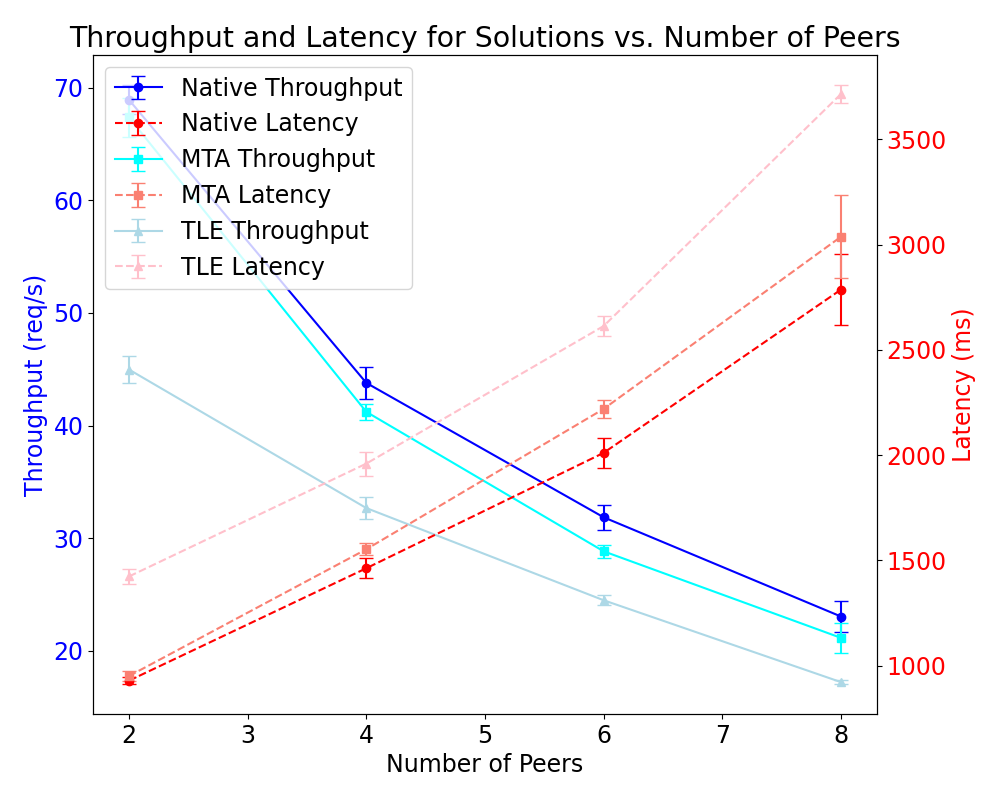 Throughput and Latency for Solutions vs. Number of Peers
Native Throughput
Native Latency
MTA Throughput
MTA Latency
TLE Throughput
TLE Latency
70
60
50
40
30
20
Throughput (req/s)
3500
3000
2500
2000
1500
1000
Latency (ms)
2 3 4 5 6 7 8
Number of Peers